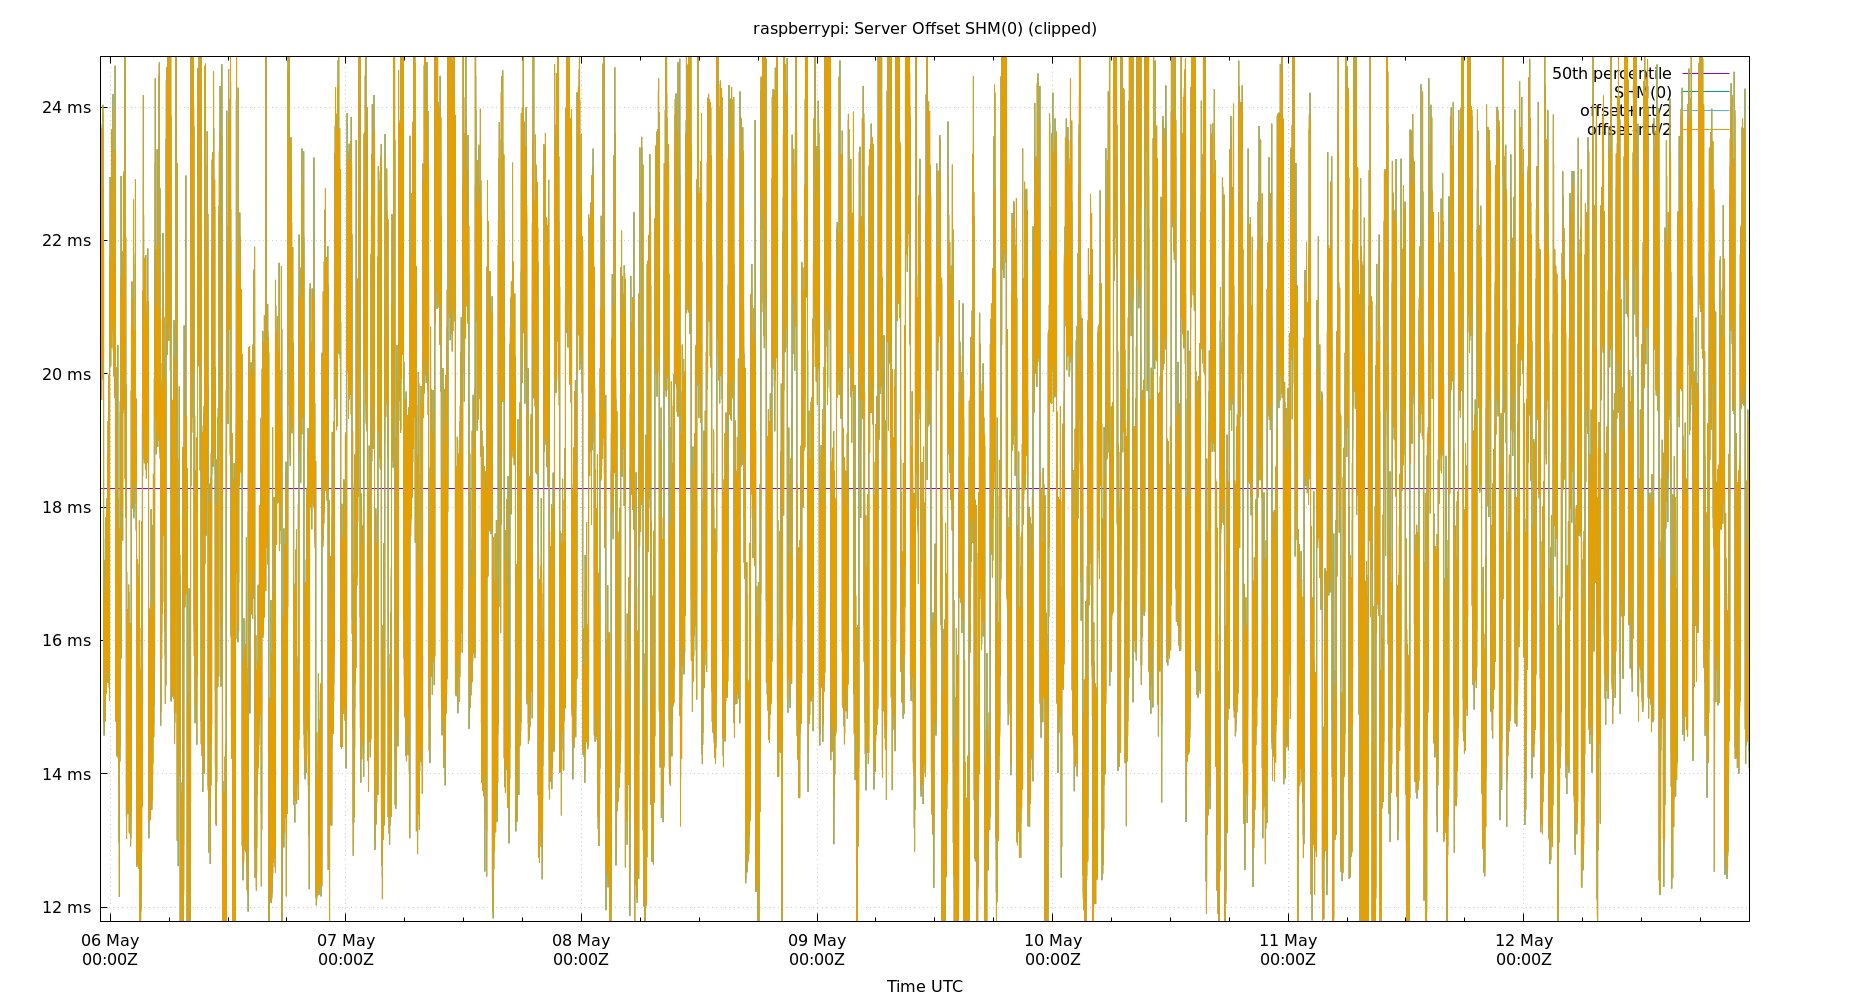 raspberrypi: Server Offset SHM(0) (clipped)
50th percentile
SHM(0)
offset+rtt/2
offset-rtt/2
24 ms
22 ms
20 ms
18 ms
16 ms
14 ms
12 ms
06 May
00:00Z
07 May
00:00Z
08 May
00:00Z
09 May
00:00Z
10 May
00:00Z
11 May
00:00Z
12 May
00:00Z
Time UTC